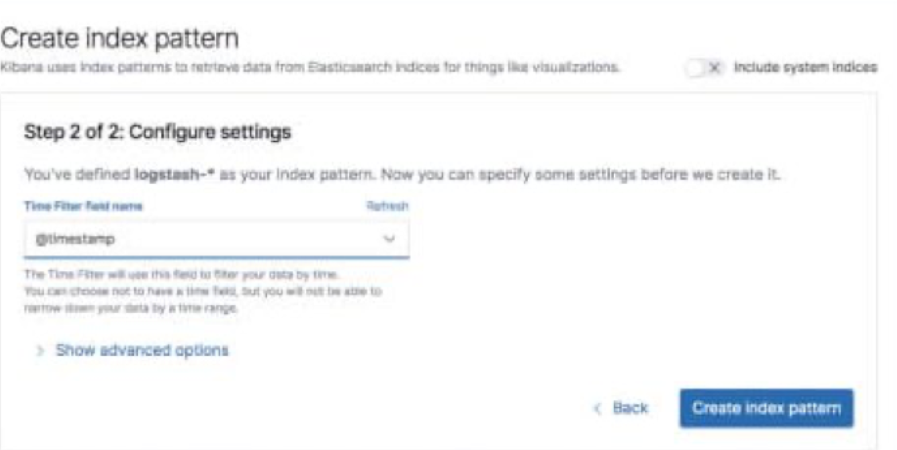 Create index pattern
Kibana uses index patterns to retrieve data from Elasticsearch indices for things like visualizations.
Include system indices
Step 2 of 2: Configure settings
You've defined logstash-* as your index pattern. Now you can specify some settings before we create it.
Time Filter field name Refresh
@timestamp
The Time Filter will use this field to filter your data by time.
You can choose not to have a time field, but you will not be able to
narrow down your data by a time range.
Show advanced options
Back
Create index pattern